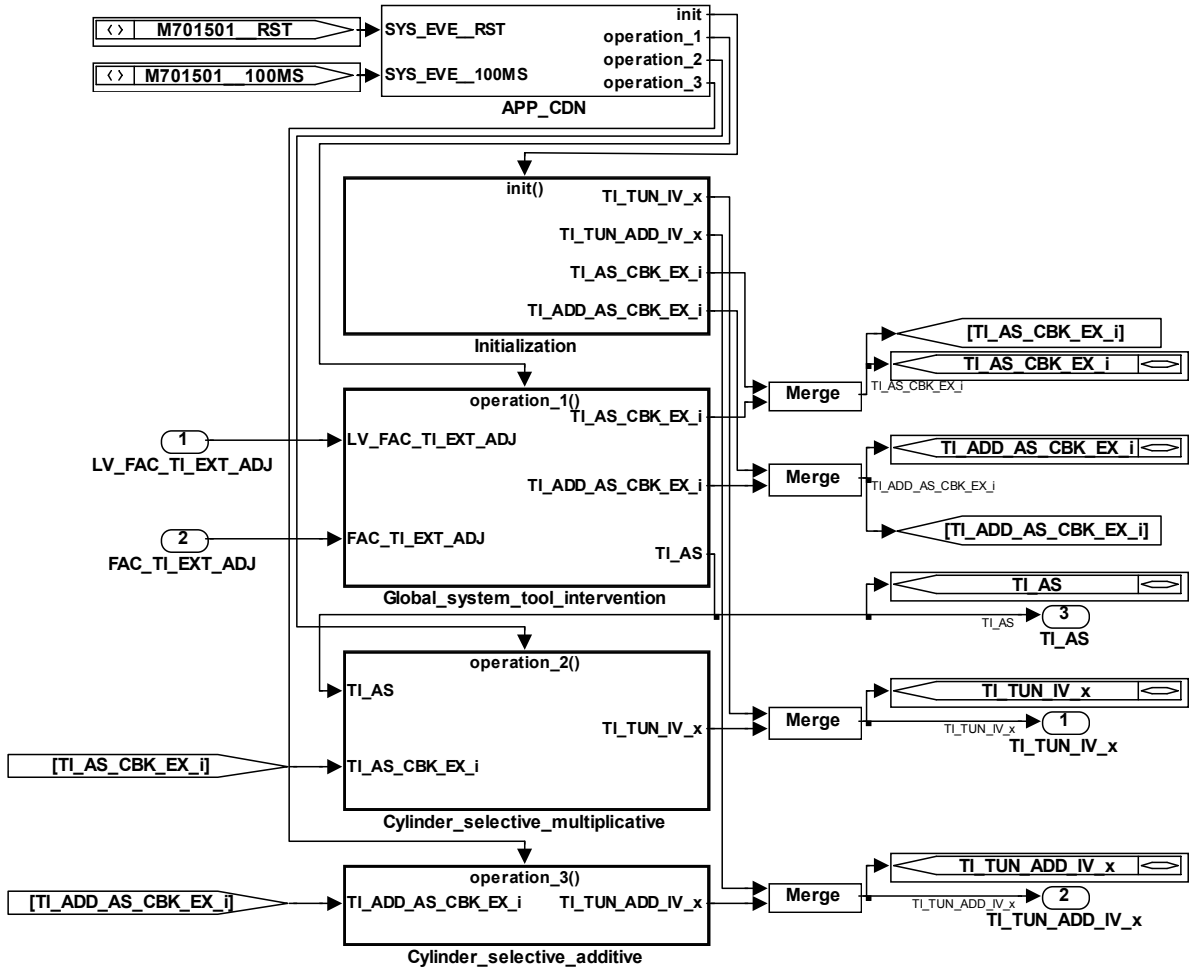 M701501__RST
SYS_EVE__RST
init
operation_1
operation_2
M701501__100MS
SYS_EVE__100MS
operation_3
APP_CDN
init()
TI_TUN_IV_x
TI_TUN_ADD_IV_x
TI_AS_CBK_EX_i
TI_ADD_AS_CBK_EX_i
Initialization
[TI_AS_CBK_EX_i]
TI_AS_CBK_EX_i
TI_AS_CBK_EX_i
Merge
operation_1()
TI_AS_CBK_EX_i
1
LV_FAC_TI_EXT_ADJ
LV_FAC_TI_EXT_ADJ
TI_ADD_AS_CBK_EX_i
Merge
TI_ADD_AS_CBK_EX_i
TI_ADD_AS_CBK_EX_i
[TI_ADD_AS_CBK_EX_i]
2
FAC_TI_EXT_ADJ
FAC_TI_EXT_ADJ
TI_AS
Global_system_tool_intervention
TI_AS
TI_AS
3
TI_AS
operation_2()
TI_AS
TI_TUN_IV_x
TI_TUN_IV_x
Merge
TI_TUN_IV_x
1
TI_TUN_IV_x
[TI_AS_CBK_EX_i]
TI_AS_CBK_EX_i
Cylinder_selective_multiplicative
operation_3()
[TI_ADD_AS_CBK_EX_i]
TI_ADD_AS_CBK_EX_i
TI_TUN_ADD_IV_x
Merge
TI_TUN_ADD_IV_x
TI_TUN_ADD_IV_x
2
TI_TUN_ADD_IV_x
Cylinder_selective_additive